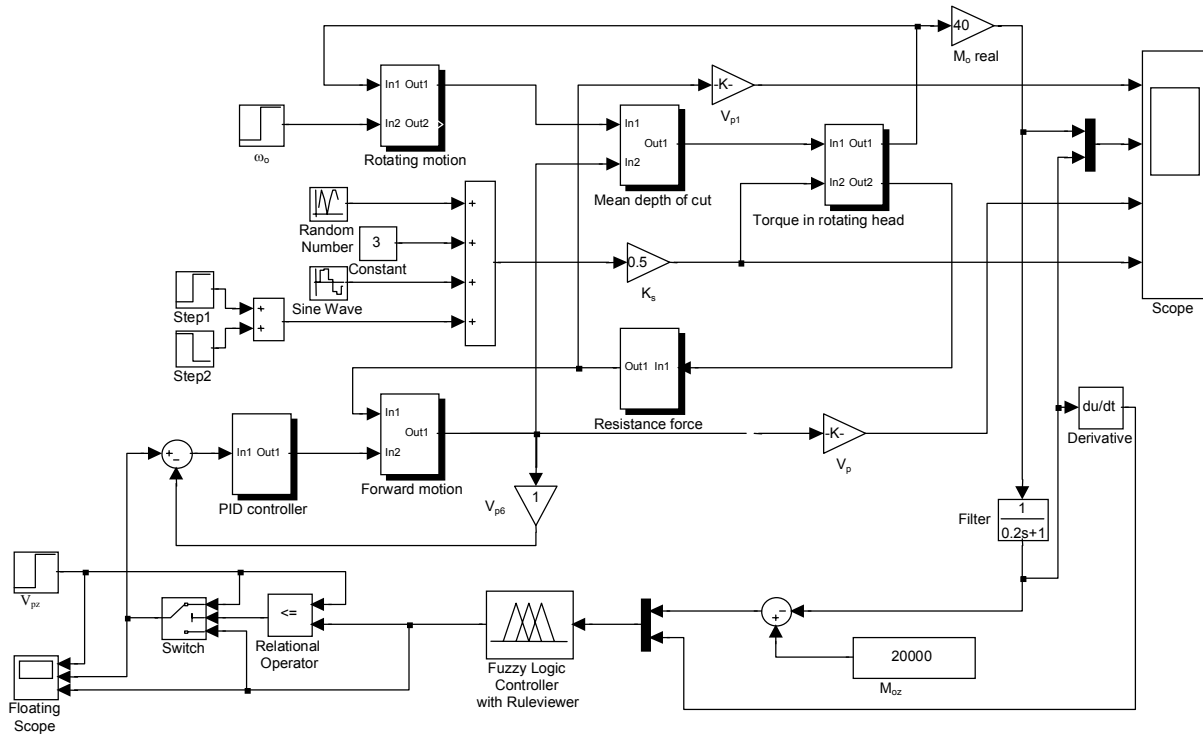 40
Mo real
In1 Out1
In2 Out2
Rotating motion
ωo
-K-
Vp1
In1
Out1
In2
Mean depth of cut
In1 Out1
In2 Out2
Torque in rotating head
Scope
+
+
+
+
Random
Number
3
Constant
Sine Wave
Step1
Step2
+
+
0.5
Ks
Out1 In1
Resistance force
In1
Out1
In2
Forward motion
+
−
In1 Out1
PID controller
1
Vp6
-K-
Vp
du/dt
Derivative
Filter
1
0.2s+1
Vpz
Switch
<=
Relational
Operator
Floating
Scope
Fuzzy Logic
Controller
with Ruleviewer
−
+
20000
Moz